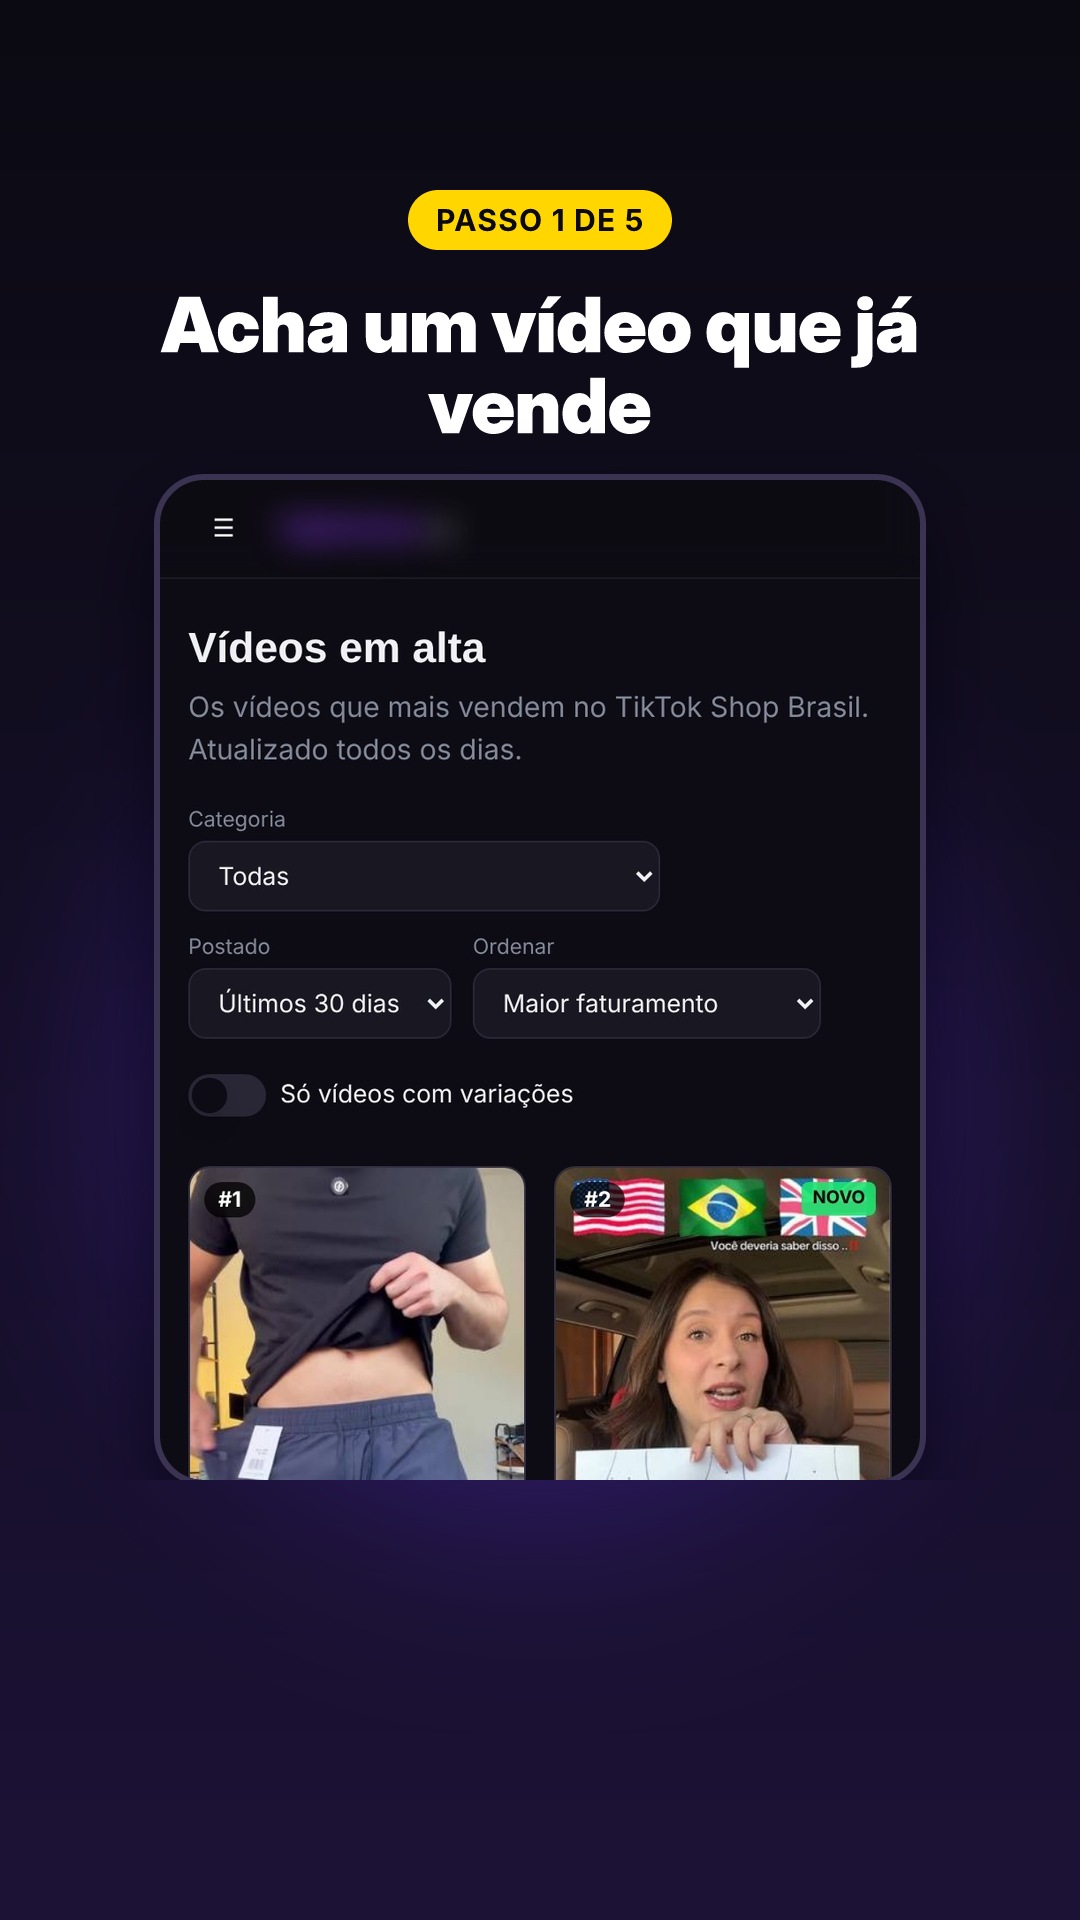 PASSO 1 DE 5
Acha um vídeo que já
vende
Vídeos em alta
Os vídeos que mais vendem no TikTok Shop Brasil.
Atualizado todos os dias.
Categoria
Todas
Postado
Ordenar
Últimos 30 dias
Maior faturamento
Só vídeos com variações
#1
#2
NOVO
Você deveria saber disso ..